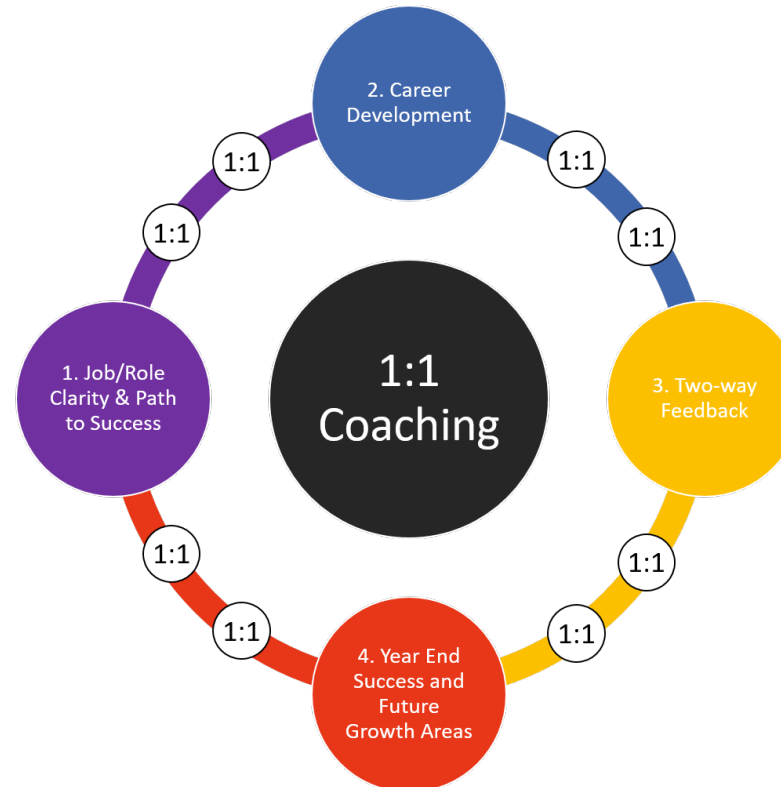 2. Career
Development
1:1
1:1
1:1
1:1
1. Job/Role
Clarity & Path
to Success
1:1
Coaching
3. Two-way
Feedback
1:1
1:1
1:1
1:1
4. Year End
Success and
Future
Growth Areas